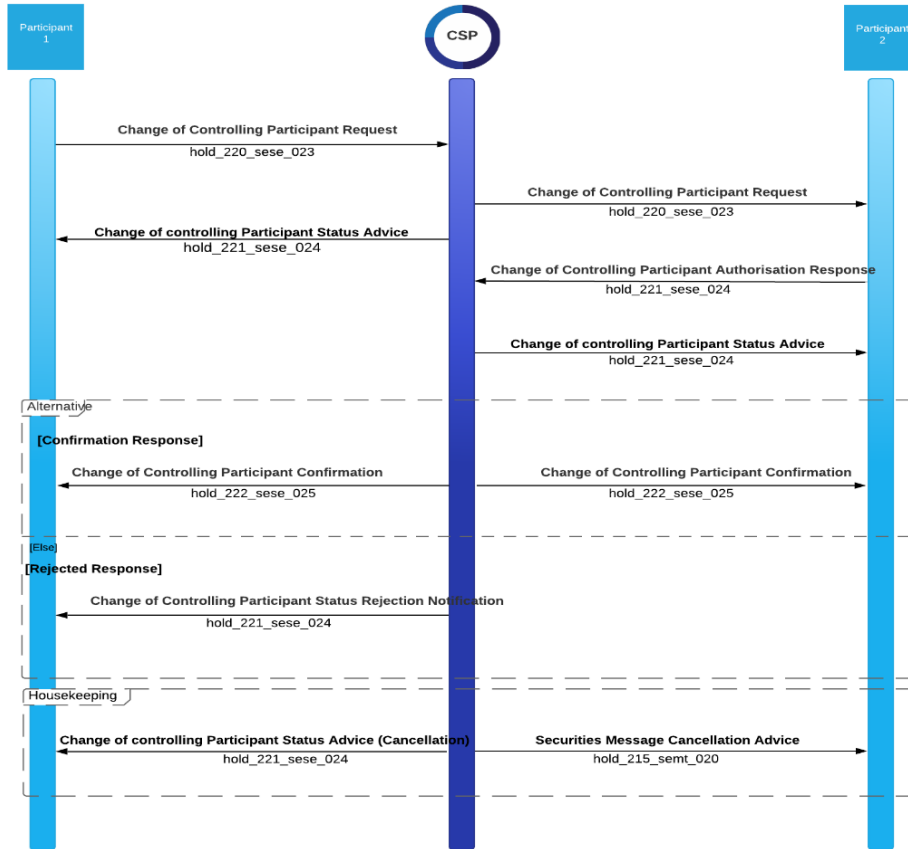 Participant
1
CSP
Participant
2
Change of Controlling Participant Request
hold_220_sese_023
Change of Controlling Participant Request
hold_220_sese_023
Change of controlling Participant Status Advice
hold_221_sese_024
Change of Controlling Participant Authorisation Response
hold_221_sese_024
Change of controlling Participant Status Advice
hold_221_sese_024
Alternative
[Confirmation Response]
Change of Controlling Participant Confirmation
hold_222_sese_025
Change of Controlling Participant Confirmation
hold_222_sese_025
[Else]
[Rejected Response]
Change of Controlling Participant Status Rejection Notification
hold_221_sese_024
Housekeeping
Change of controlling Participant Status Advice (Cancellation)
hold_221_sese_024
Securities Message Cancellation Advice
hold_215_semt_020